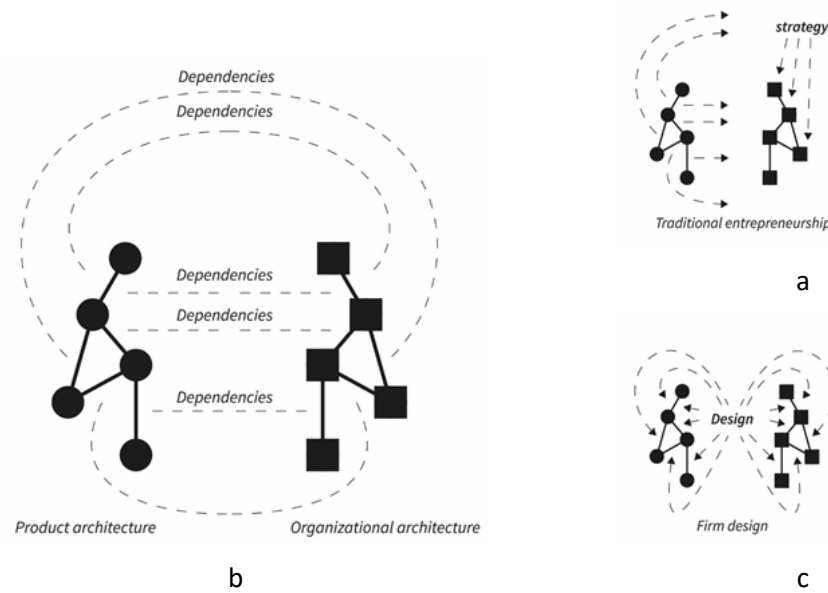 Dependencies
Dependencies
Dependencies
Dependencies
Dependencies
Product architecture
Organizational architecture
b
strategy
Traditional entrepreneurship
a
Design
Firm design
c